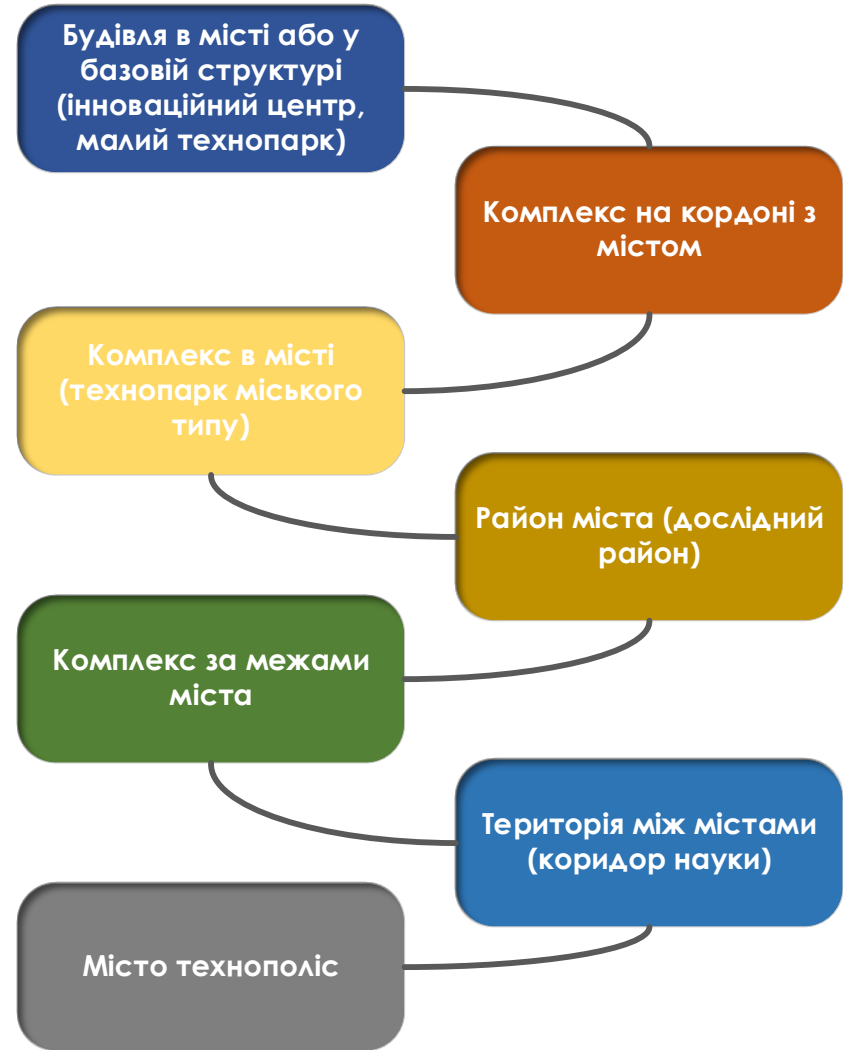 Будівля в місті або у
базовій структурі
(інноваційний центр,
малий технопарк)
Комплекс на кордоні з
містом
Комплекс в місті
(технопарк міського
типу)
Район міста (дослідний
район)
Комплекс за межами
міста
Територія між містами
(коридор науки)
Місто технополіс